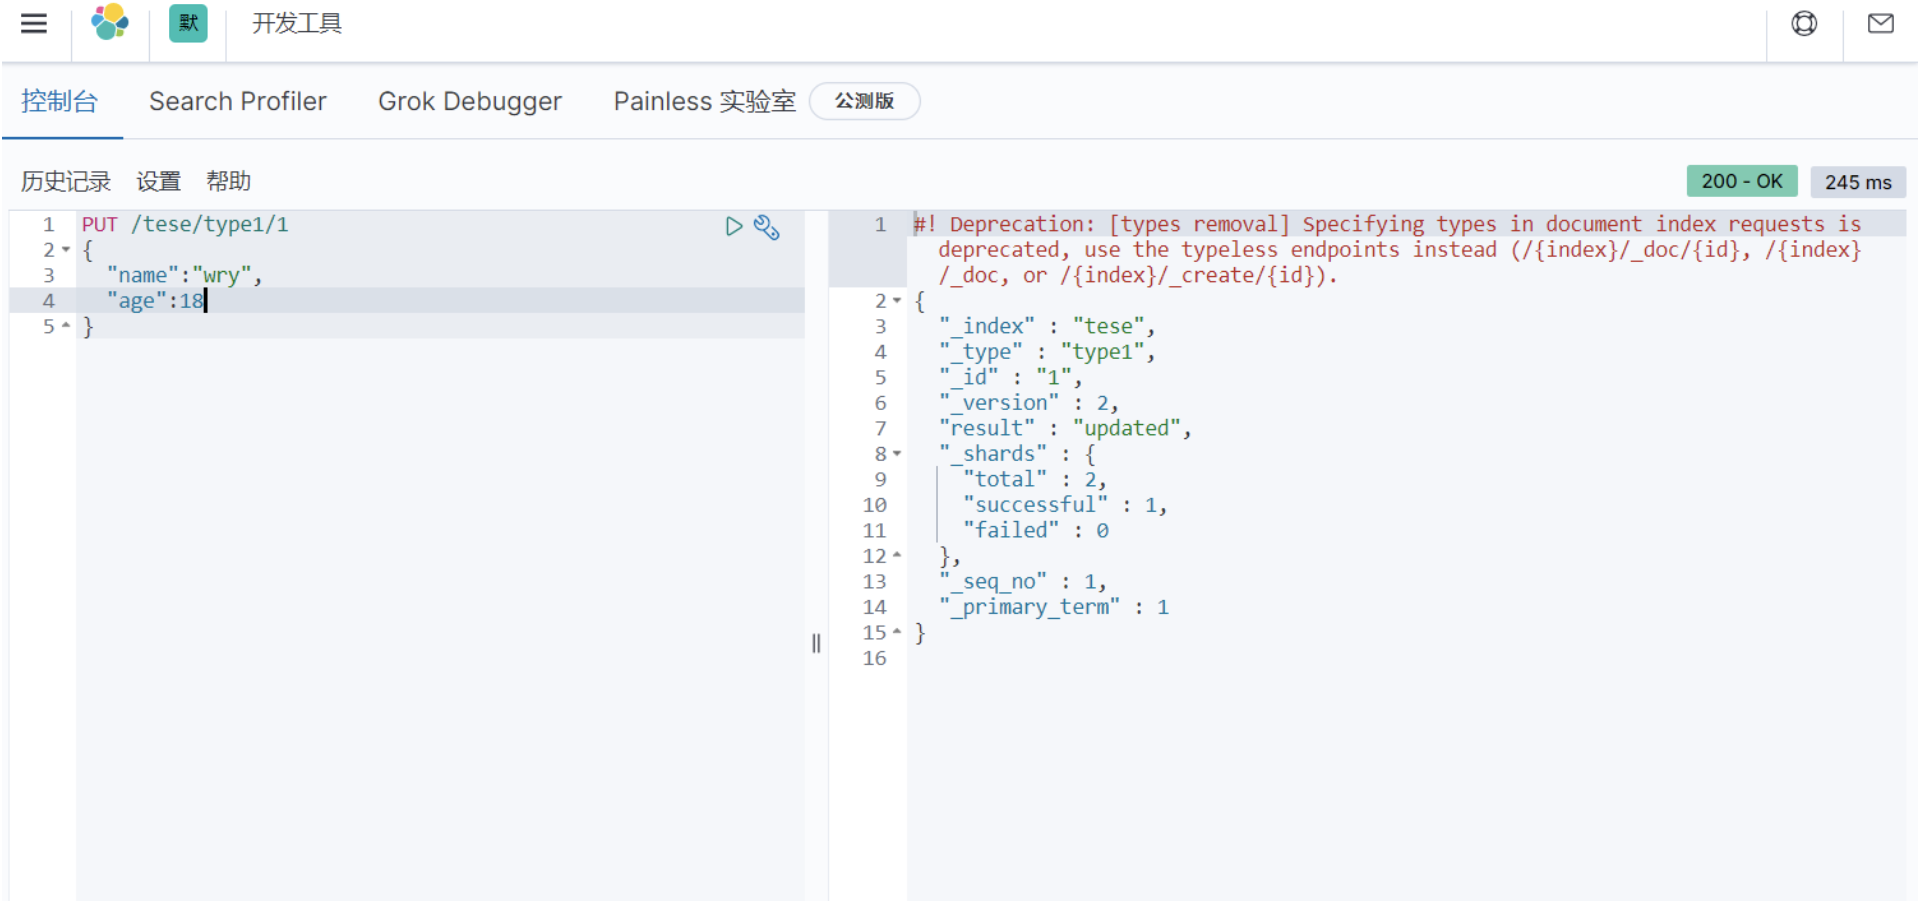 默 开发工具
控制台 Search Profiler Grok Debugger Painless 实验室 公测版
历史记录 设置 帮助 200 - OK 245 ms
1 PUT /tese/type1/1
2 {
3 "name":"wry",
4 "age":18
5 }
1 #! Deprecation: [types removal] Specifying types in document index requests is
deprecated, use the typeless endpoints instead (/{index}/_doc/{id}, /{index}
/_doc, or /{index}/_create/{id}).
2 {
3 "_index" : "tese",
4 "_type" : "type1",
5 "_id" : "1",
6 "_version" : 2,
7 "result" : "updated",
8 "_shards" : {
9 "total" : 2,
10 "successful" : 1,
11 "failed" : 0
12 },
13 "_seq_no" : 1,
14 "_primary_term" : 1
15 }
16